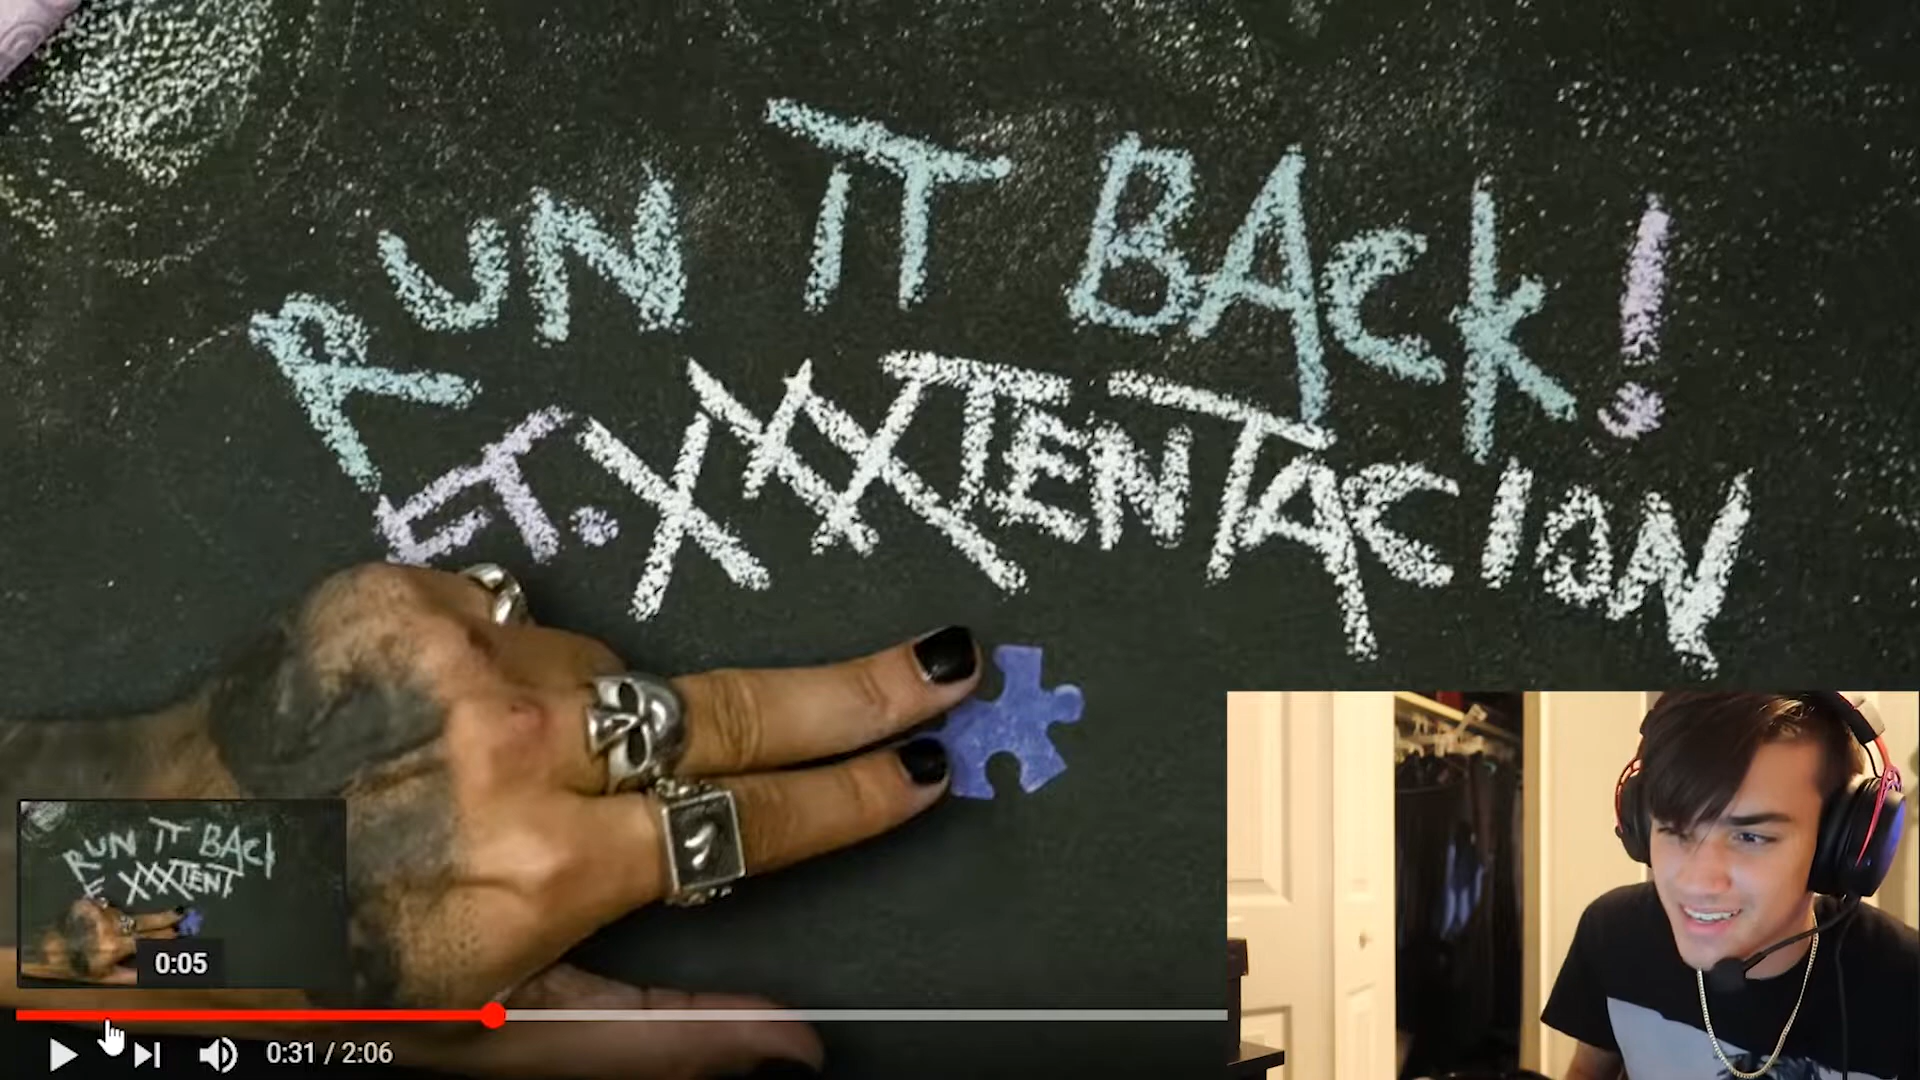 RUN IT BACK!
FT. XXXTENTACION
RUN IT BACK
XXXTENT
0:05
0:31 / 2:06